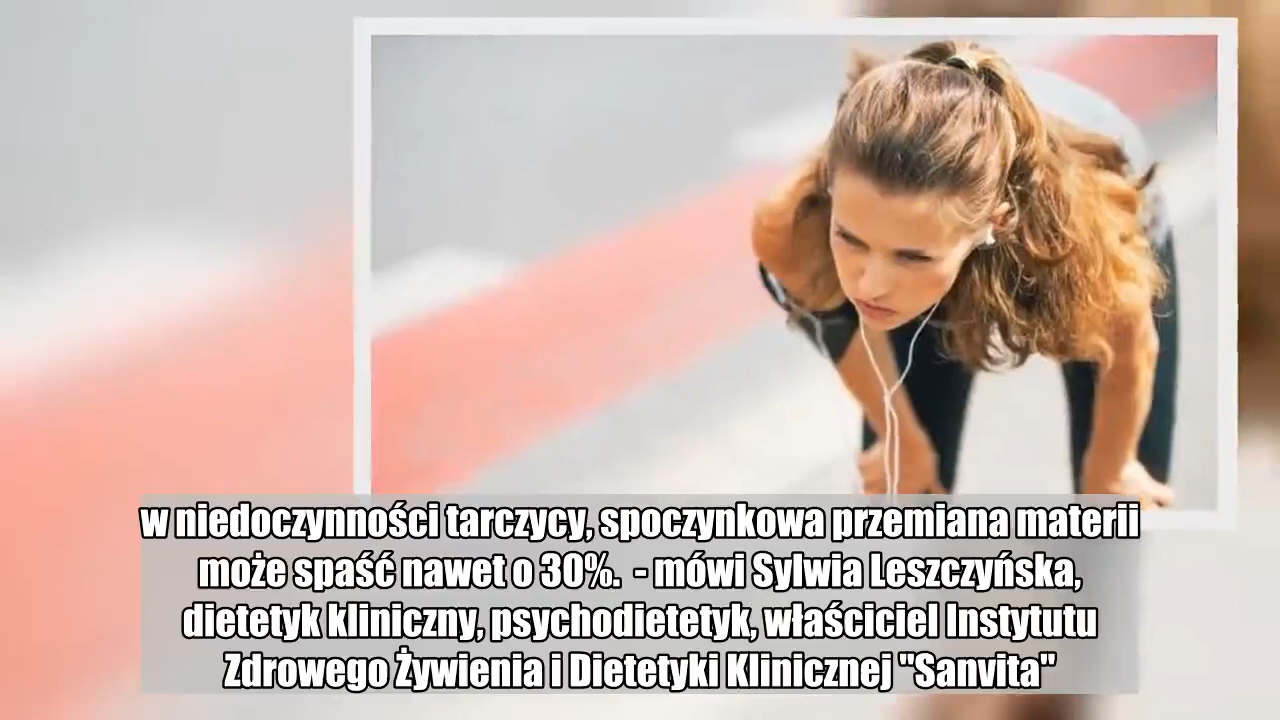 w niedoczynności tarczycy, spoczynkowa przemiana materii
może spaść nawet o 30%. - mówi Sylwia Leszczyńska,
dietetyk kliniczny, psychodietetyk, właściciel Instytutu
Zdrowego Żywienia i Dietetyki Klinicznej "Sanvita"